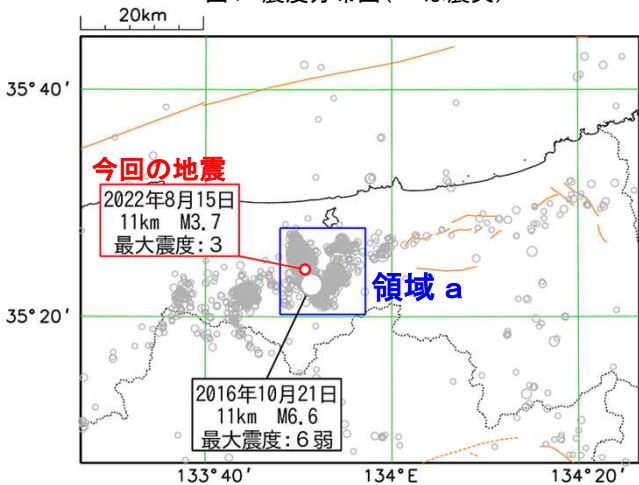 20km
35°40′
今回の地震
2022年8月15日
11km M3.7
最大震度:3
領域 a
35°20′
2016年10月21日
11km M6.6
最大震度:6弱
133°40′
134°E
134°20′